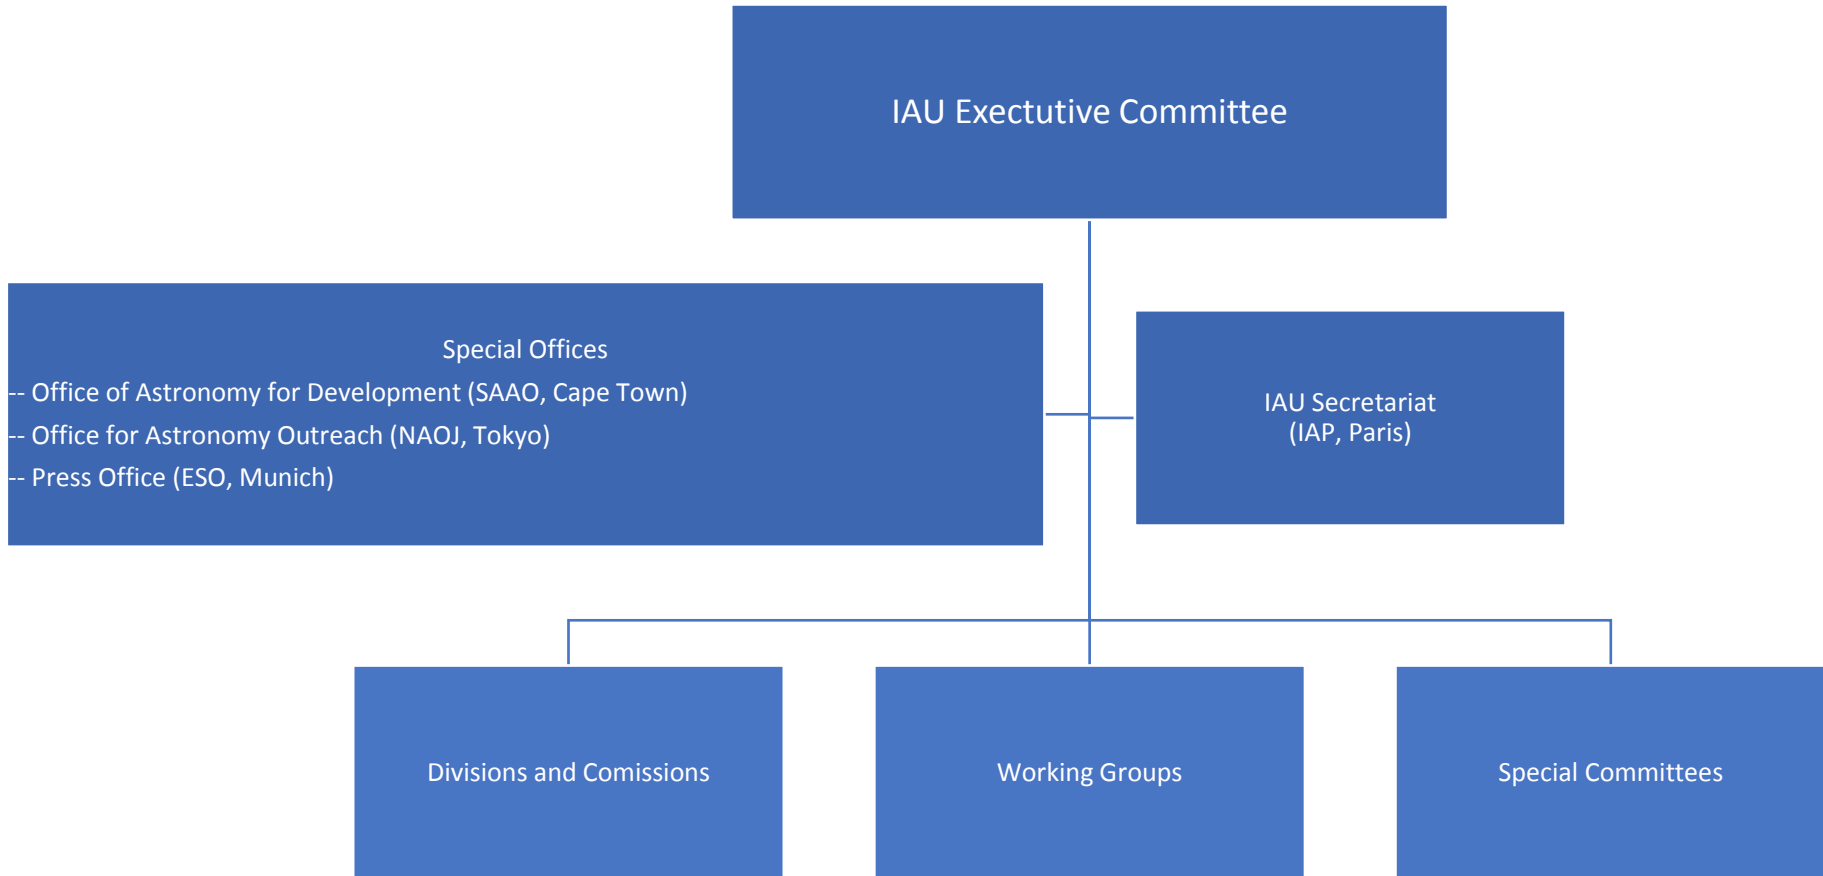 IAU Exectutive Committee
Special Offices
-- Office of Astronomy for Development (SAAO, Cape Town)
-- Office for Astronomy Outreach (NAOJ, Tokyo)
-- Press Office (ESO, Munich)
IAU Secretariat
(IAP, Paris)
Divisions and Comissions
Working Groups
Special Committees